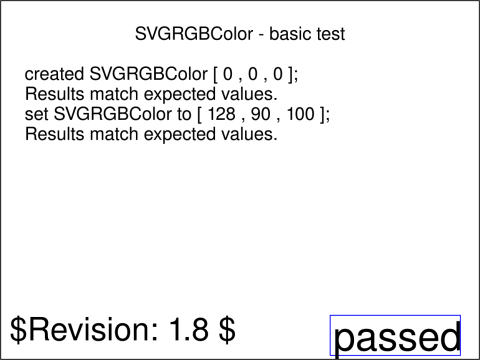 SVGRGBColor - basic test
created SVGRGBColor [ 0 , 0 , 0 ];
Results match expected values.
set SVGRGBColor to [ 128 , 90 , 100 ];
Results match expected values.
$Revision: 1.8 $
passed